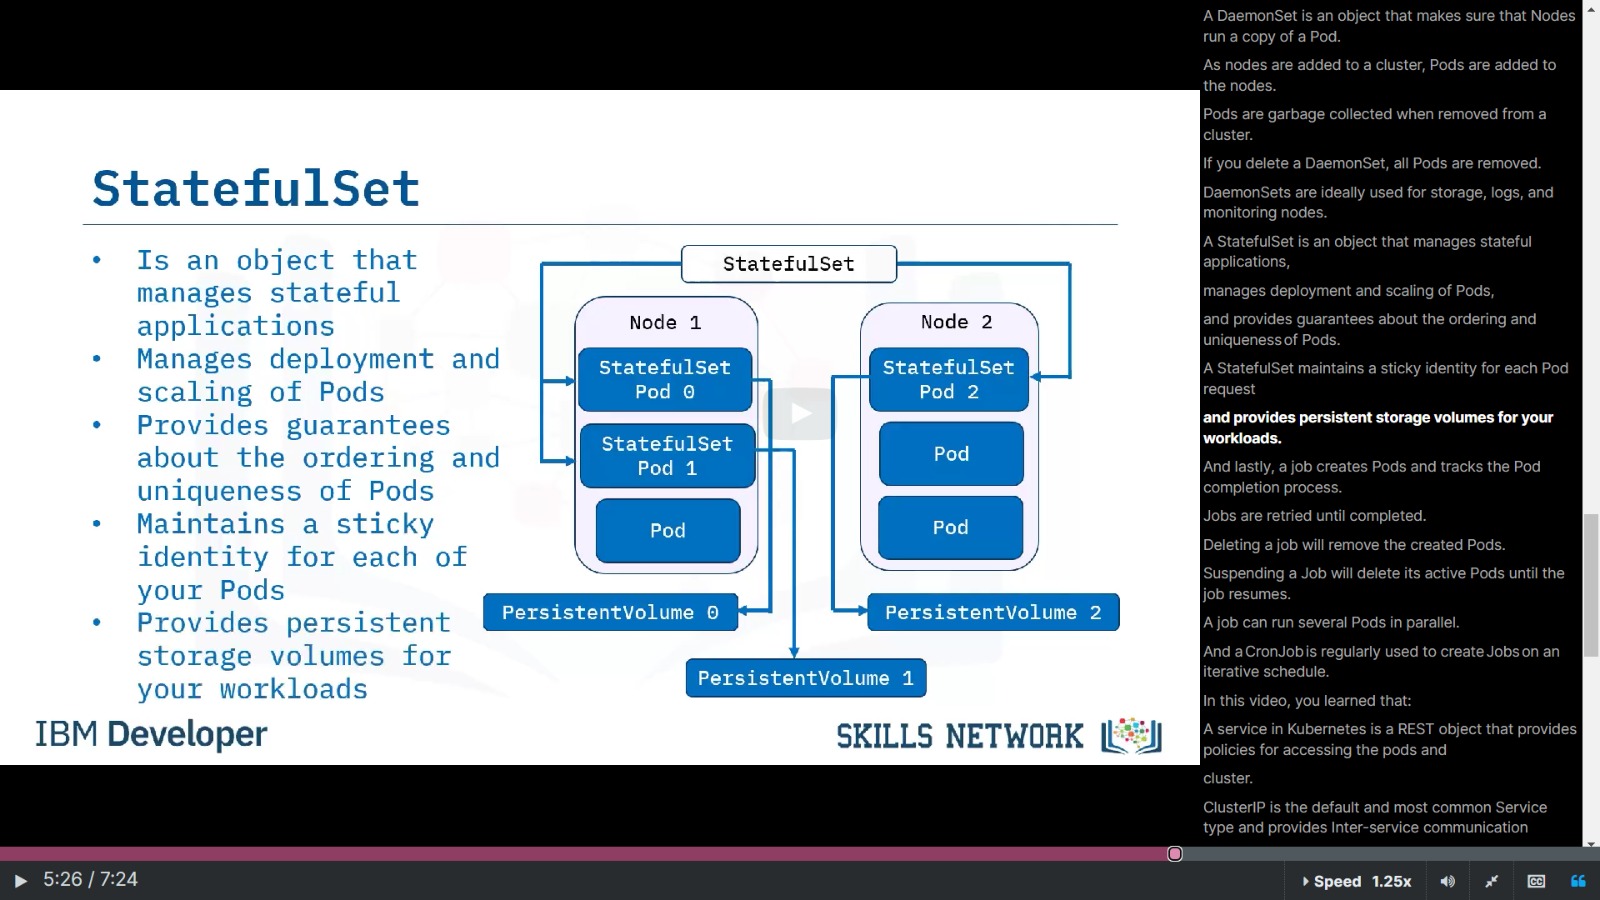 StatefulSet
• Is an object that
manages stateful
applications
• Manages deployment and
scaling of Pods
• Provides guarantees
about the ordering and
uniqueness of Pods
• Maintains a sticky
identity for each of
your Pods
• Provides persistent
storage volumes for
your workloads
StatefulSet
Node 1
StatefulSet
Pod 0
StatefulSet
Pod 1
Pod
Node 2
StatefulSet
Pod 2
Pod
Pod
PersistentVolume 0
PersistentVolume 2
PersistentVolume 1
IBM Developer
SKILLS NETWORK
A DaemonSet is an object that makes sure that Nodes
run a copy of a Pod.
As nodes are added to a cluster, Pods are added to
the nodes.
Pods are garbage collected when removed from a
cluster.
If you delete a DaemonSet, all Pods are removed.
DaemonSets are ideally used for storage, logs, and
monitoring nodes.
A StatefulSet is an object that manages stateful
applications,
manages deployment and scaling of Pods,
and provides guarantees about the ordering and
uniqueness of Pods.
A StatefulSet maintains a sticky identity for each Pod
request
and provides persistent storage volumes for your
workloads.
And lastly, a job creates Pods and tracks the Pod
completion process.
Jobs are retried until completed.
Deleting a job will remove the created Pods.
Suspending a Job will delete its active Pods until the
job resumes.
A job can run several Pods in parallel.
And a CronJob is regularly used to create Jobs on an
iterative schedule.
In this video, you learned that:
A service in Kubernetes is a REST object that provides
policies for accessing the pods and
cluster.
ClusterIP is the default and most common Service
type and provides Inter-service communication
5:26 / 7:24
Speed 1.25x
CC